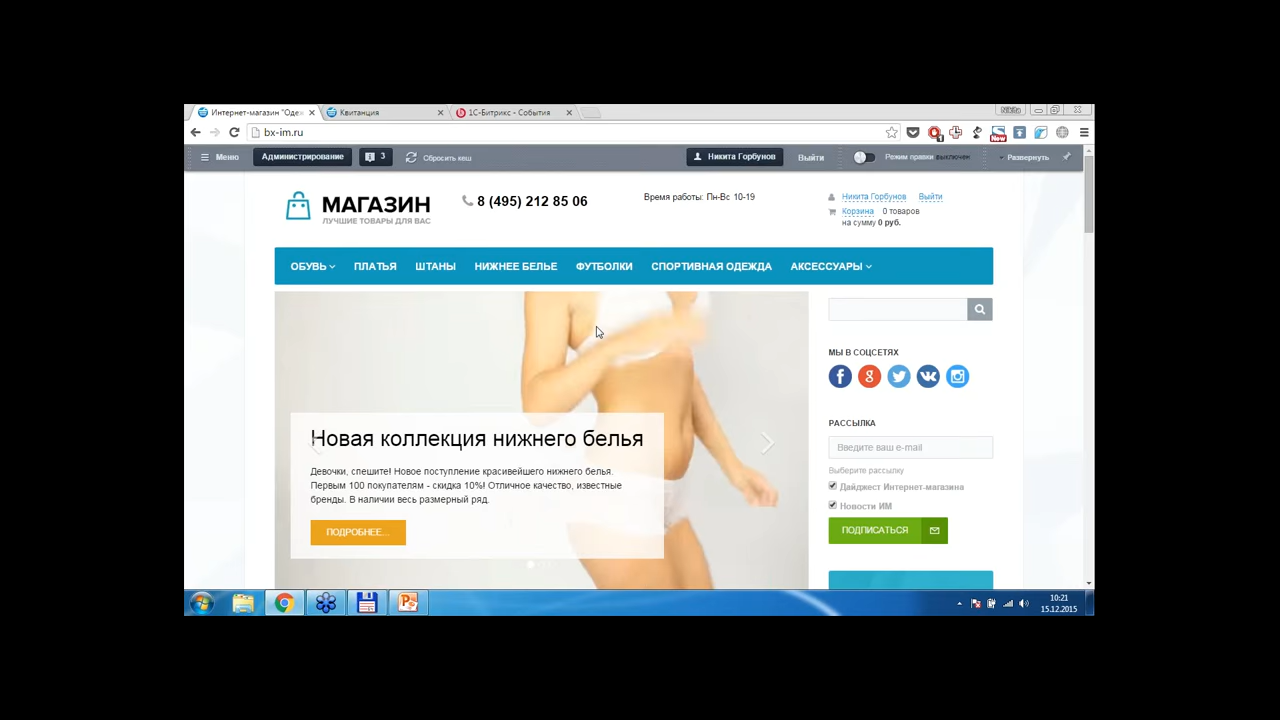 Интернет-магазин "Одеж
Квитанция
1С-Битрикс - События
bx-im.ru
New
Меню
Администрирование
3
Сбросить кеш
Никита Горбунов
Выйти
Режим правки выключен
Развернуть
МАГАЗИН
ЛУЧШИЕ ТОВАРЫ ДЛЯ ВАС
8 (495) 212 85 06
Время работы: Пн-Вс 10-19
Никита Горбунов Выйти
Корзина 0 товаров
на сумму 0 руб.
ОБУВЬ ПЛАТЬЯ ШТАНЫ НИЖНЕЕ БЕЛЬЕ ФУТБОЛКИ СПОРТИВНАЯ ОДЕЖДА АКСЕССУАРЫ
Новая коллекция нижнего белья
Девочки, спешите! Новое поступление красивейшего нижнего белья.
Первым 100 покупателям - скидка 10%! Отличное качество, известные
бренды. В наличии весь размерный ряд.
ПОДРОБНЕЕ...
МЫ В СОЦСЕТЯХ
РАССЫЛКА
Введите ваш e-mail
Выберите рассылку
Дайджест Интернет-магазина
Новости ИМ
ПОДПИСАТЬСЯ
10:21
15.12.2015